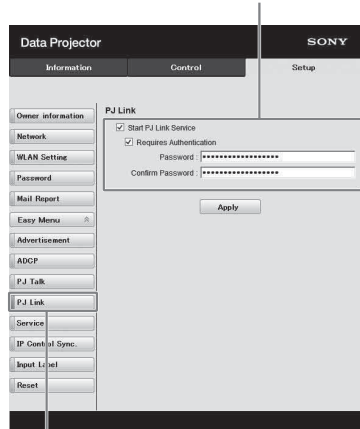 Data Projector
SONY
Information
Control
Setup
Owner information
Network
WLAN Setting
Password
Mail Report
Easy Menu
Advertisement
ADCP
PJ Talk
PJ Link
Service
IP Control Sync.
Input Label
Reset
PJ Link
Start PJ Link Service
Requires Authentication
Password :
Confirm Password :
Apply